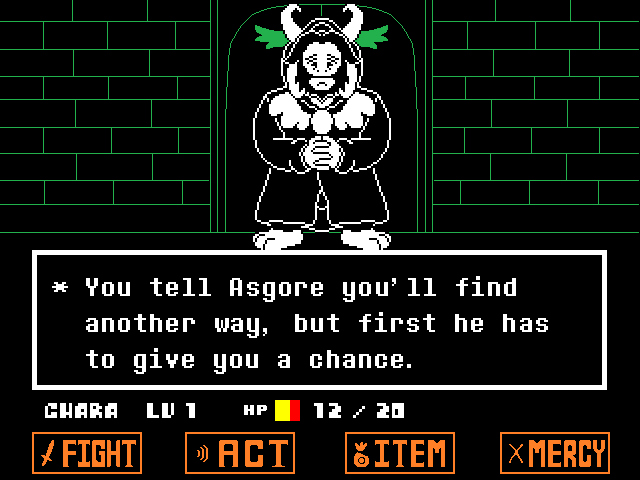 * You tell Asgore you'll find
another way, but first he has
to give you a chance.
CHARA LV 1 HP 12 / 20
FIGHT ACT ITEM MERCY